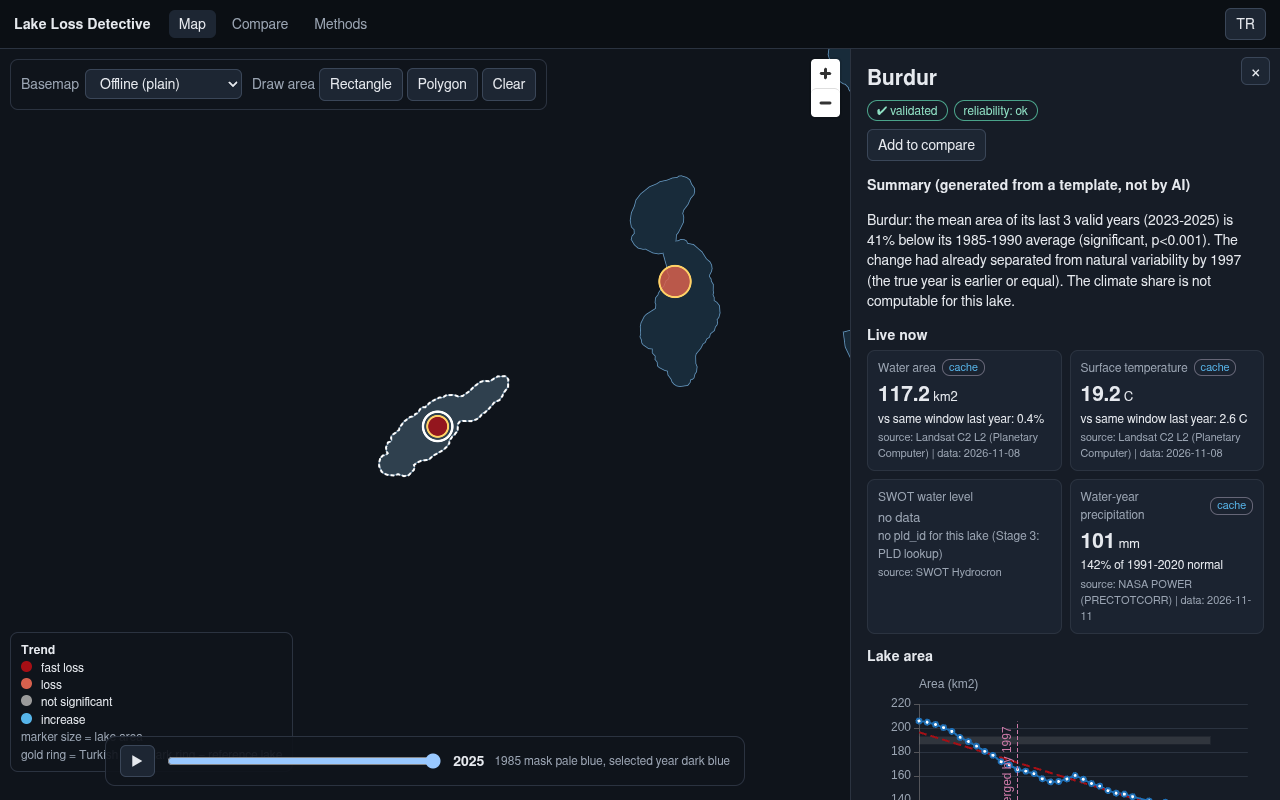 Lake Loss Detective Map Compare Methods TR
Basemap Offline (plain) Draw area Rectangle Polygon Clear
+
−
Burdur
×
✔ validated reliability: ok
Add to compare
Summary (generated from a template, not by AI)
Burdur: the mean area of its last 3 valid years (2023-2025) is
41% below its 1985-1990 average (significant, p<0.001). The
change had already separated from natural variability by 1997
(the true year is earlier or equal). The climate share is not
computable for this lake.
Live now
Water area cache
117.2 km2
vs same window last year: 0.4%
source: Landsat C2 L2 (Planetary
Computer) | data: 2026-11-08
Surface temperature cache
19.2 C
vs same window last year: 2.6 C
source: Landsat C2 L2 (Planetary
Computer) | data: 2026-11-08
SWOT water level
no data
no pld_id for this lake (Stage 3:
PLD lookup)
source: SWOT Hydrocron
Water-year
precipitation cache
101 mm
142% of 1991-2020 normal
source: NASA POWER
(PRECTOTCORR) | data: 2026-11-
11
Lake area
Area (km2)
220
200
180
160
140
erged by 1997
Trend
fast loss
loss
not significant
increase
marker size = lake area
gold ring =
2025 1985 mask pale blue, selected year dark blue